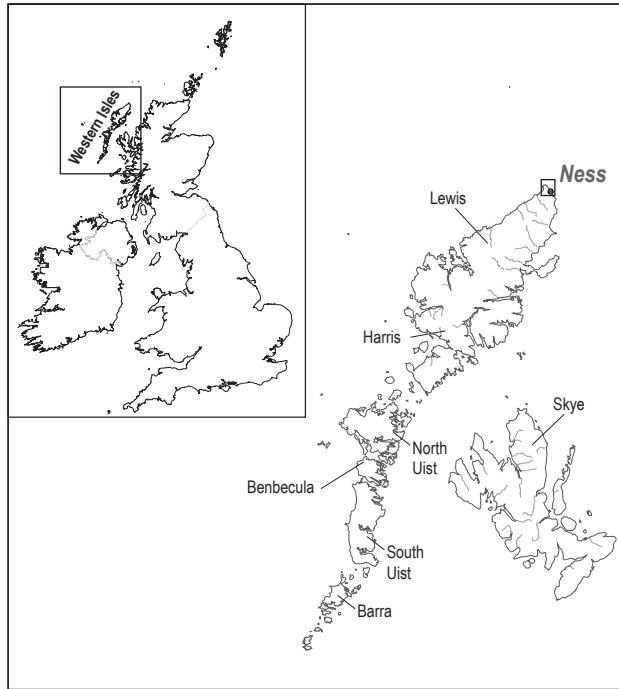 Western Isles
Ness
Lewis
Harris
Skye
North
Uist
Benbecula
South
Uist
Barra